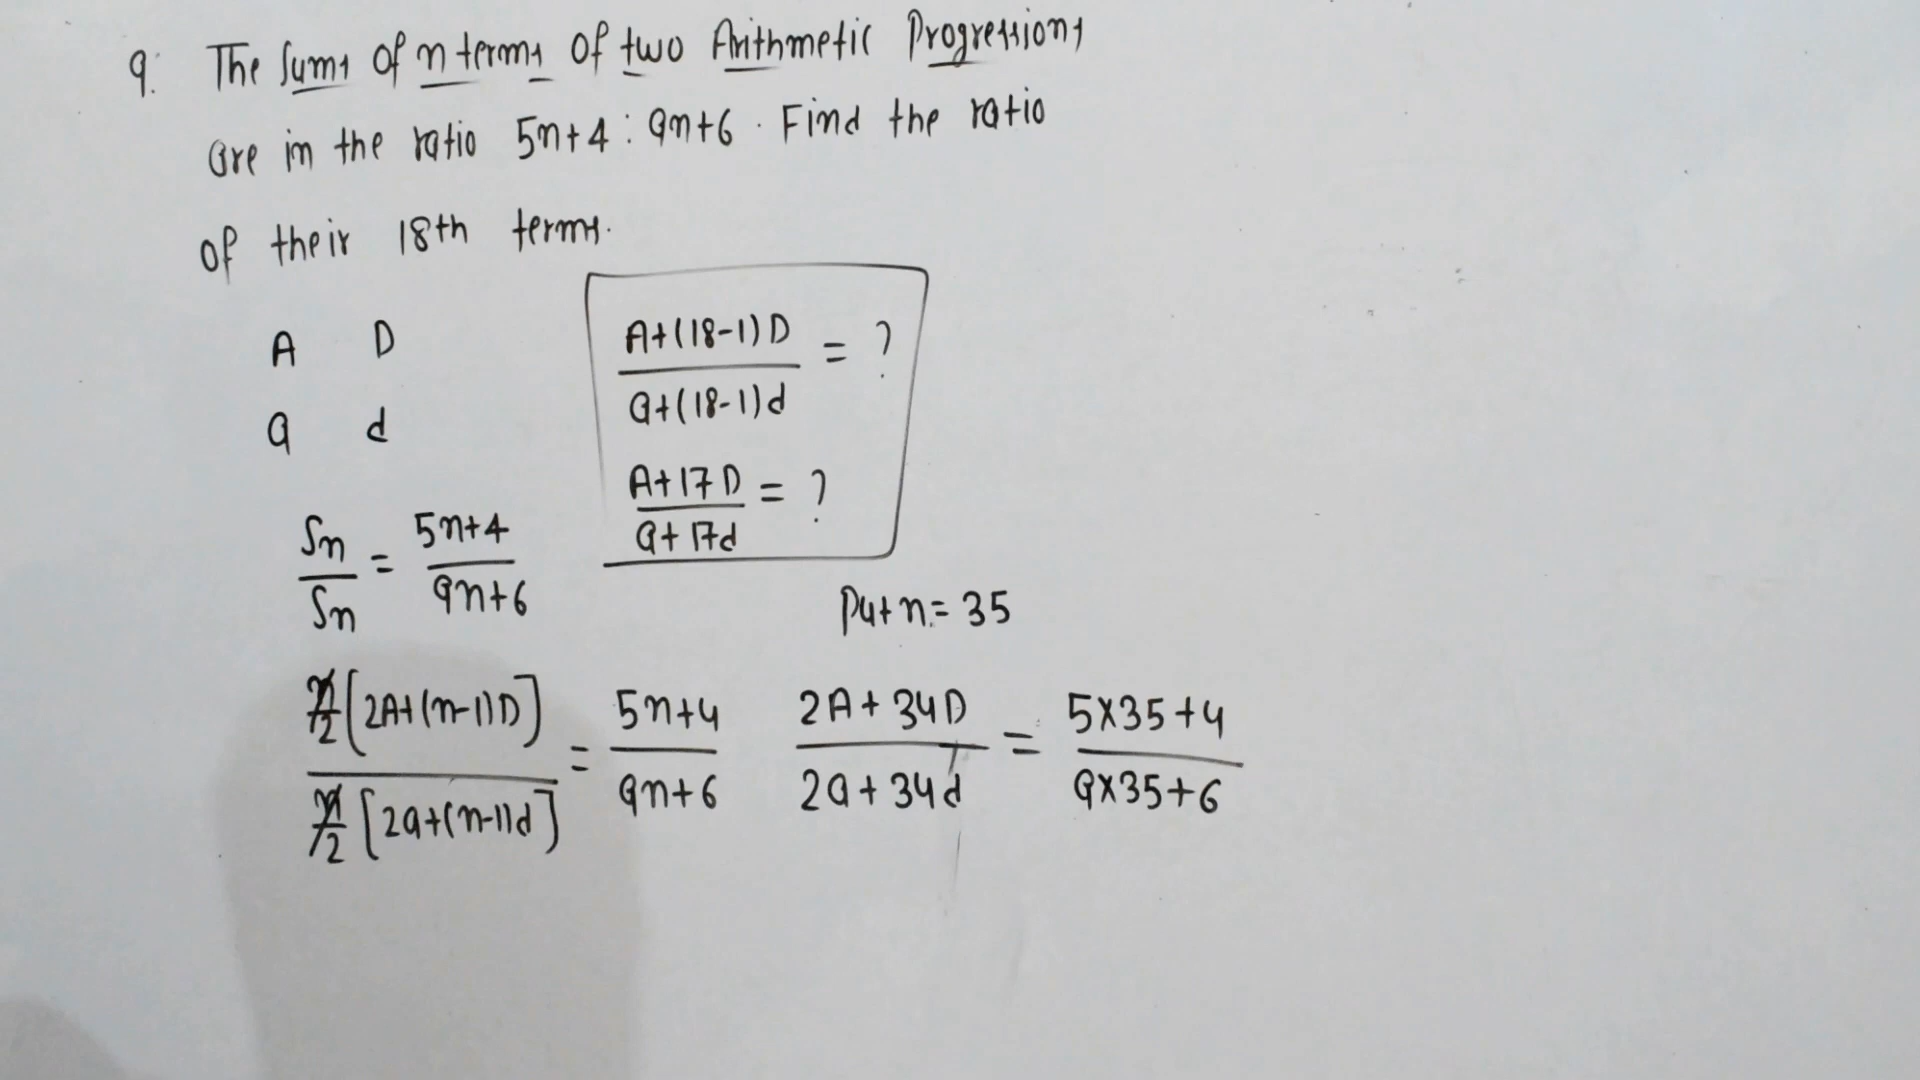 9. The Sums of n terms of two Arithmetic Progressions
are in the ratio 5n+4 : 9n+6 . Find the ratio
of their 18th terms.
A D
a d
A+(18-1)D / a+(18-1)d = ?
A+17D / a+17d = ?
Sn / Sn = 5n+4 / 9n+6
Put n = 35
n/2 [2A+(n-1)D] / n/2 [2a+(n-1)d] = 5n+4 / 9n+6
2A+34D / 2a+34d = 5×35+4 / 9×35+6